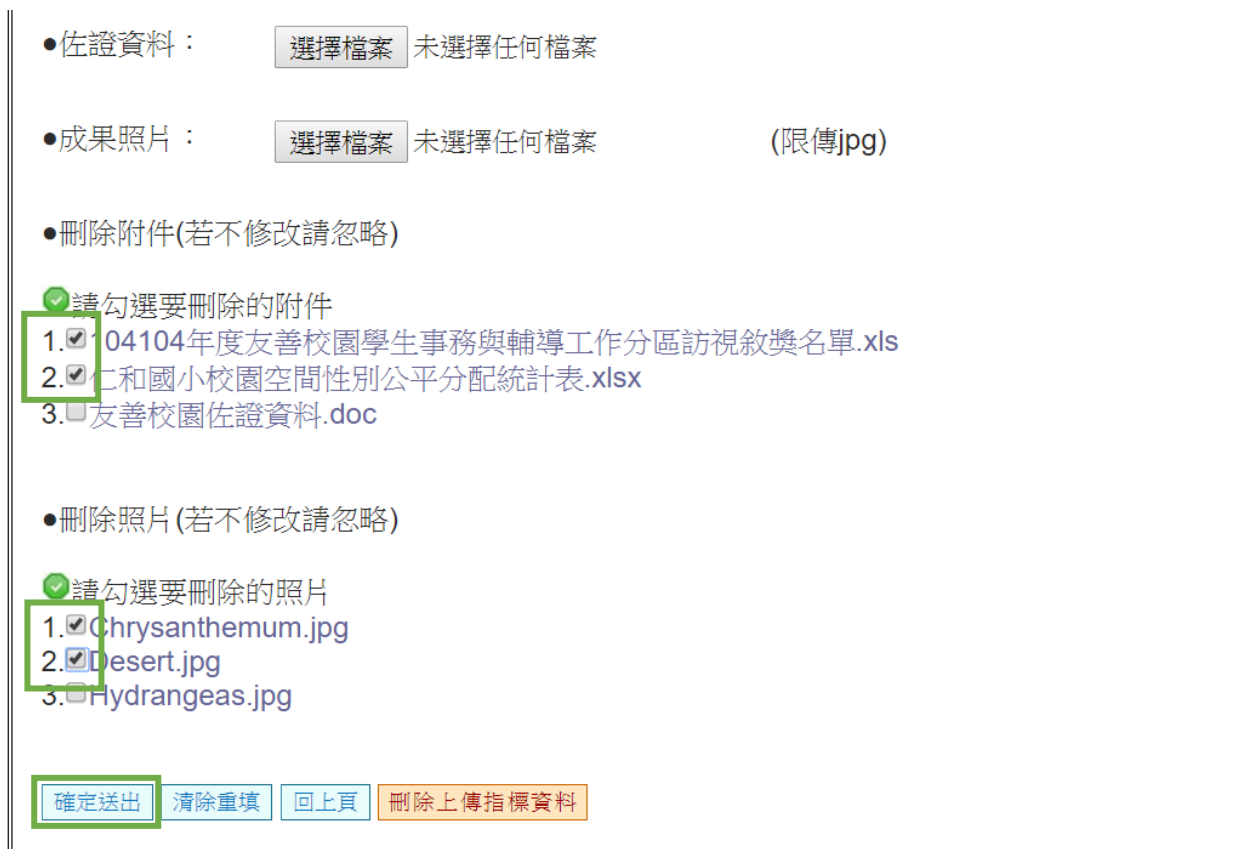 ●佐證資料： 選擇檔案 未選擇任何檔案
●成果照片： 選擇檔案 未選擇任何檔案 (限傳jpg)
●刪除附件(若不修改請忽略)
請勾選要刪除的附件
1.104104年度友善校園學生事務與輔導工作分區訪視敘獎名單.xls
2.仁和國小校園空間性別公平分配統計表.xlsx
3.友善校園佐證資料.doc
●刪除照片(若不修改請忽略)
請勾選要刪除的照片
1.Chrysanthemum.jpg
2.Desert.jpg
3.Hydrangeas.jpg
確定送出 清除重填 回上頁 刪除上傳指標資料